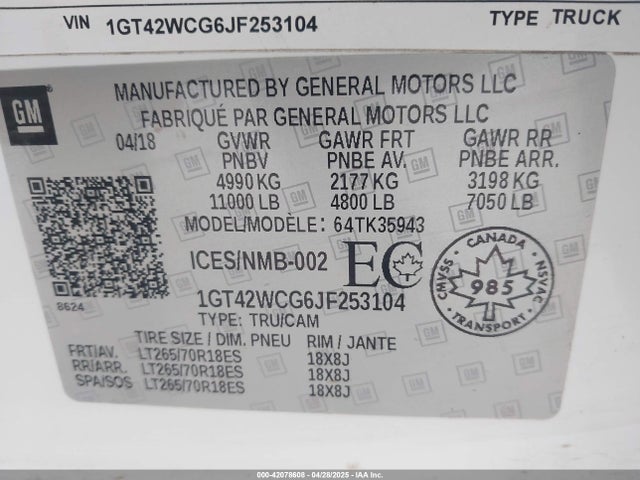 VIN 1GT42WCG6JF253104 TYPE TRUCK
GM
MANUFACTURED BY GENERAL MOTORS LLC
FABRIQUÉ PAR GENERAL MOTORS LLC
04/18 GVWR GAWR FRT GAWR RR
PNBV PNBE AV. PNBE ARR.
4990 KG 2177 KG 3198 KG
11000 LB 4800 LB 7050 LB
MODEL/MODÈLE: 64TK35943
ICES/NMB-002 EC
CMVSS - CANADA - NSVAC
985
TRANSPORT
8624
1GT42WCG6JF253104
TYPE: TRU/CAM
TIRE SIZE / DIM. PNEU RIM / JANTE
FRT/AV. LT265/70R18ES 18X8J
RR/ARR. LT265/70R18ES 18X8J
SPA/SOS LT265/70R18ES 18X8J
000-42078608 - 04/28/2025 - IAA Inc.